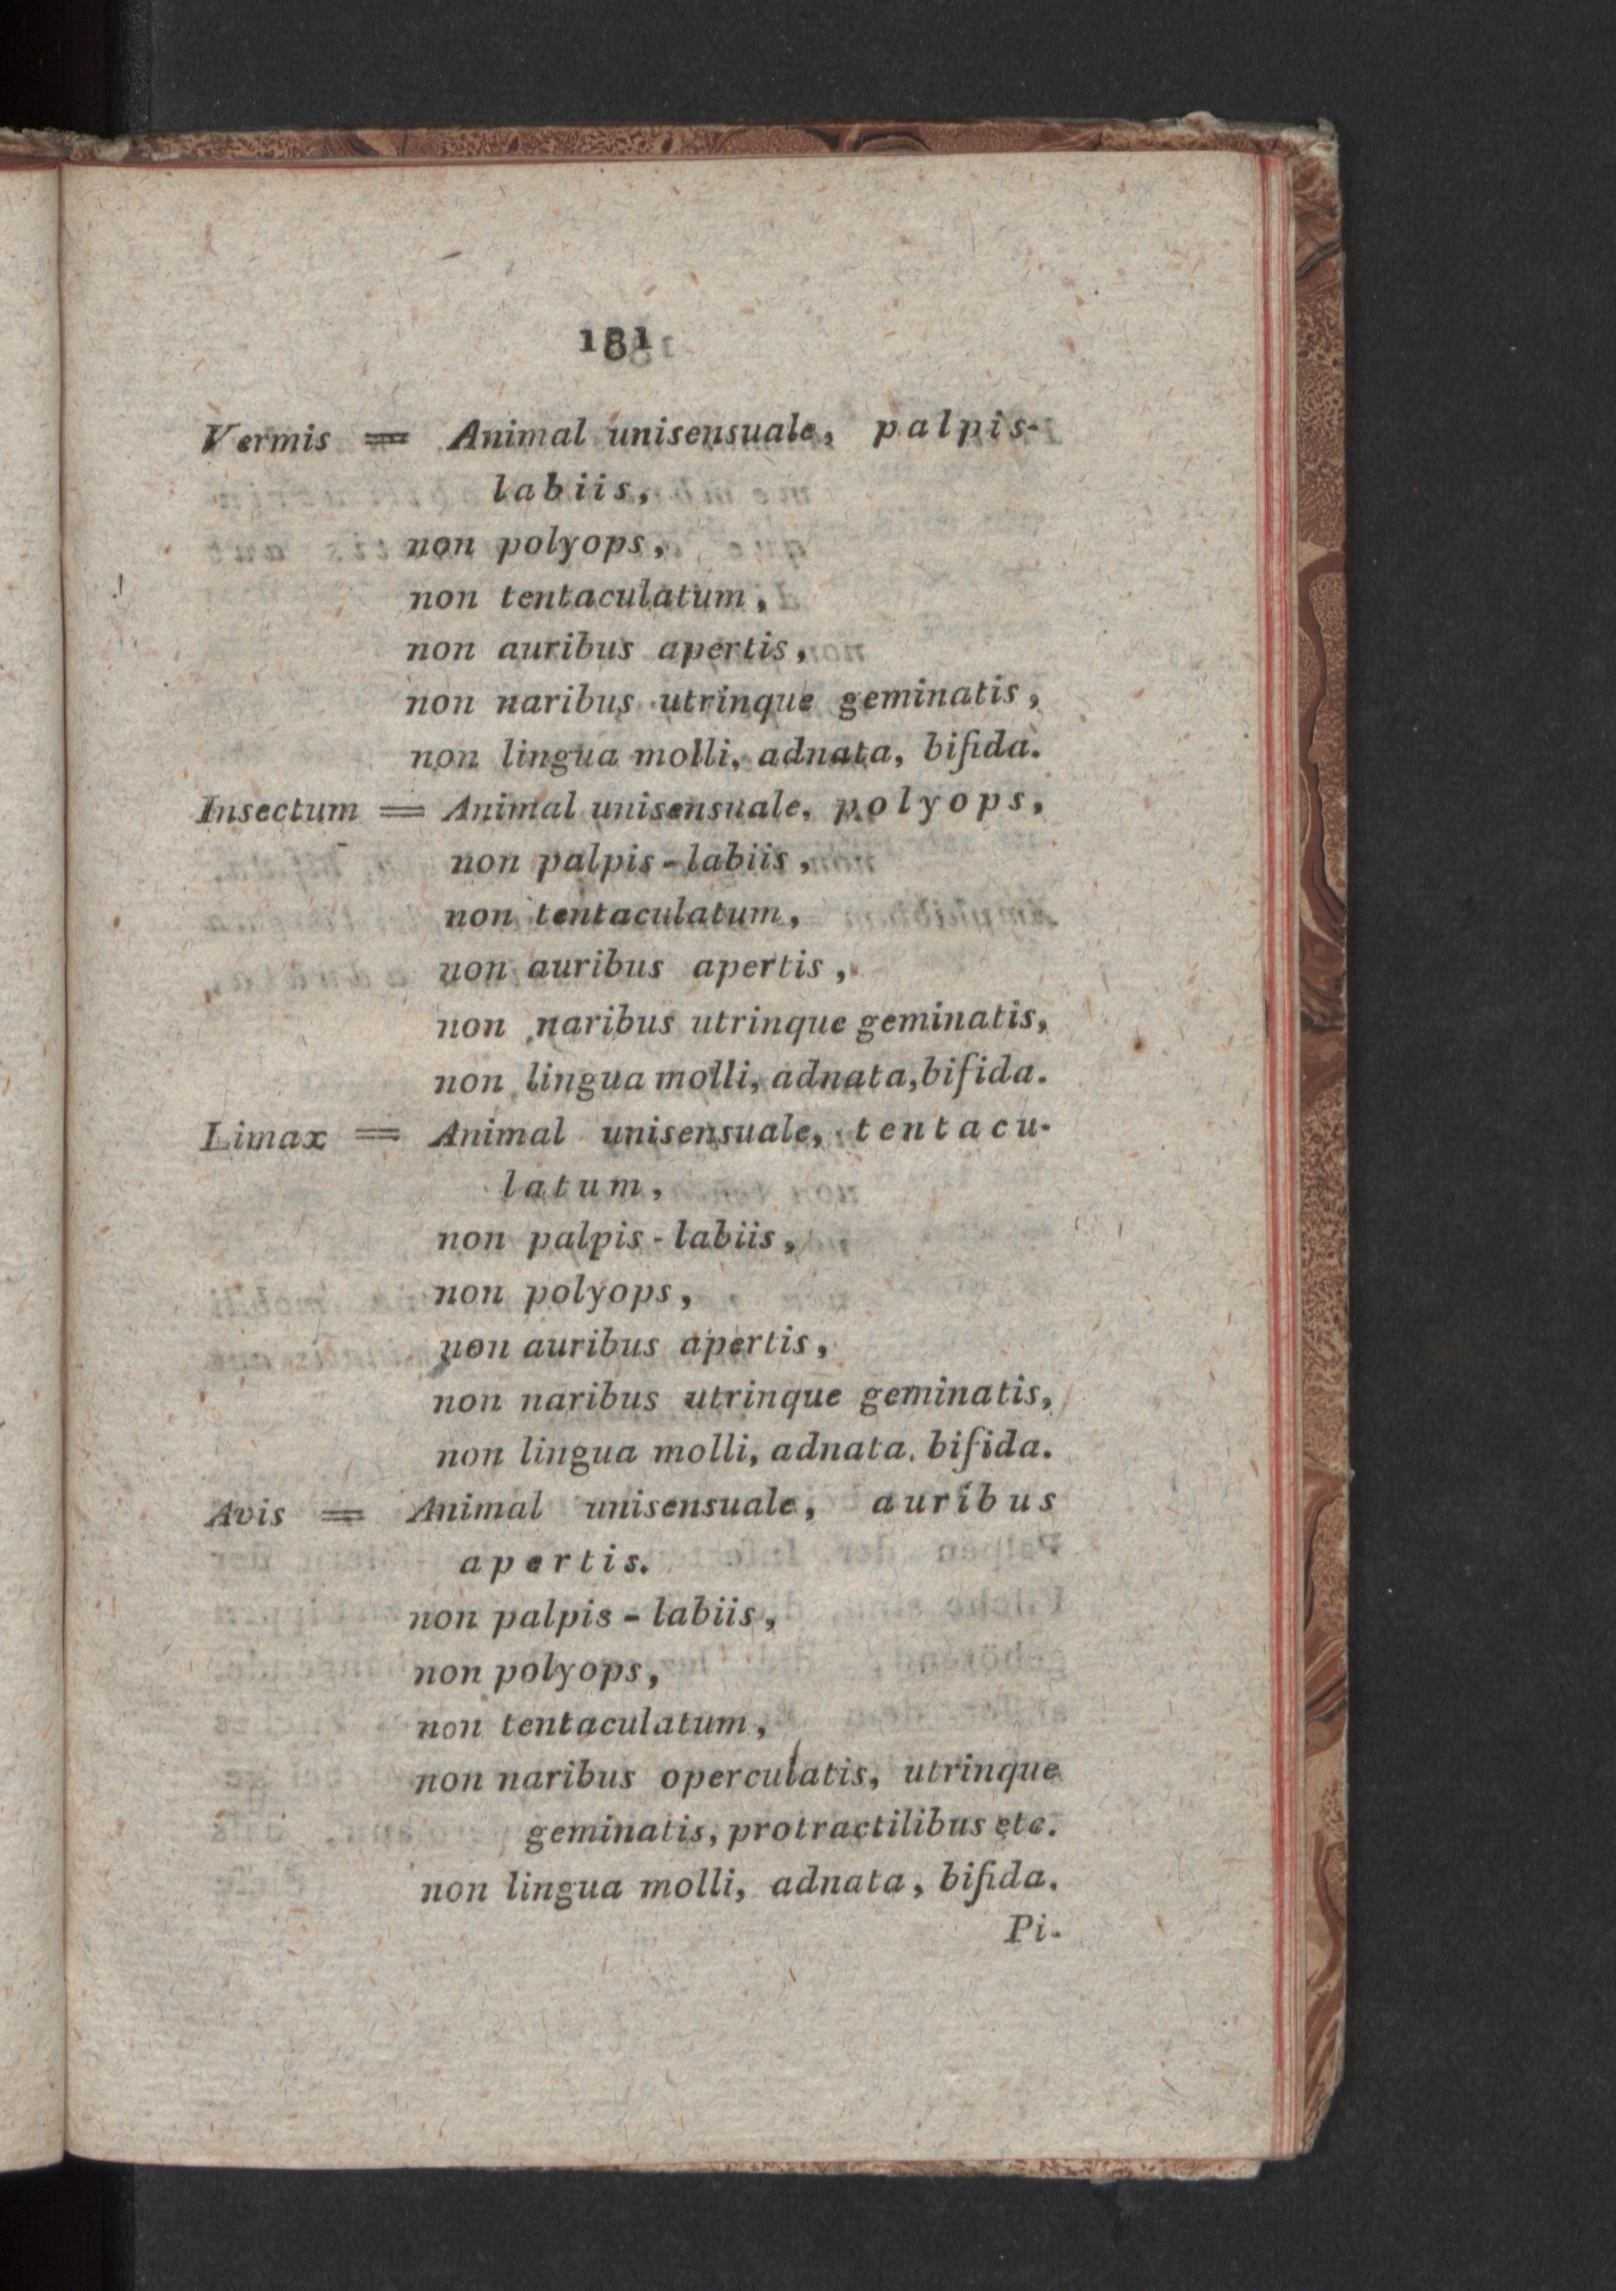 181
Vermis = Animal unisensuale, palpis-
labiis,
non polyops,
non tentaculatum,
non auribus apertis,
non naribus utrinque geminatis,
non lingua molli, adnata, bifida.
Insectum = Animal unisensuale, polyops,
non palpis-labiis,
non tentaculatum,
non auribus apertis,
non naribus utrinque geminatis,
non lingua molli, adnata, bifida.
Limax = Animal unisensuale, tentacu-
latum,
non palpis-labiis,
non polyops,
non auribus apertis,
non naribus utrinque geminatis,
non lingua molli, adnata, bifida.
Avis = Animal unisensuale, auribus
apertis.
non palpis-labiis,
non polyops,
non tentaculatum,
non naribus operculatis, utrinque
geminatis, protractilibus etc.
non lingua molli, adnata, bifida.
Pi-